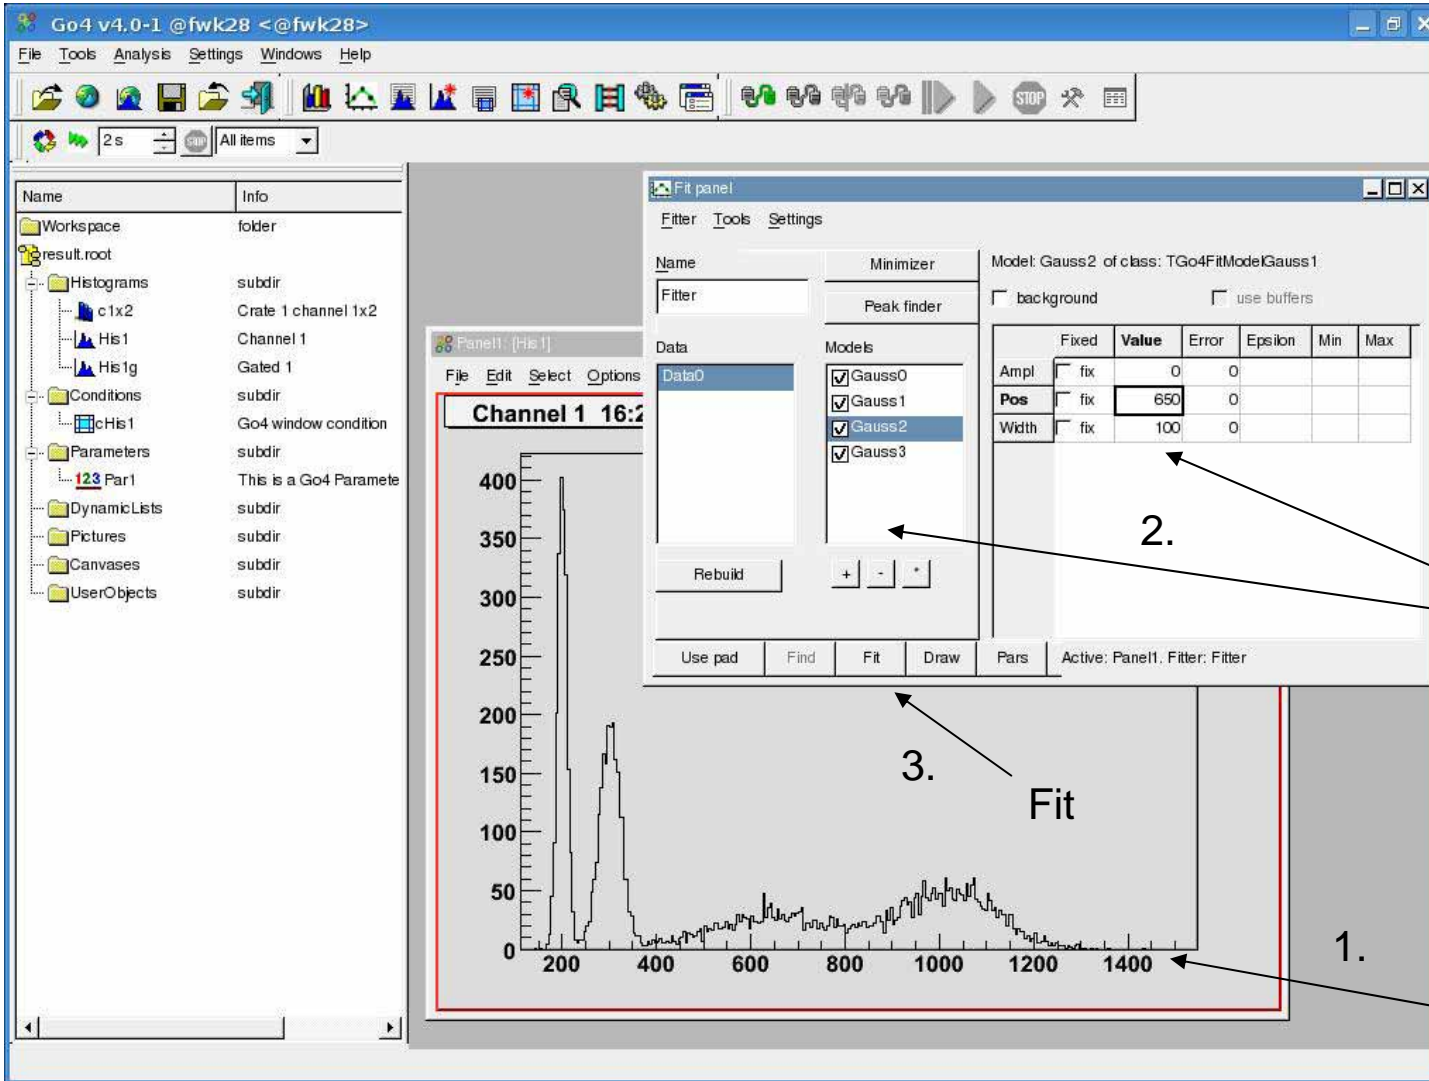 Go4 v4.0-1 @fwk28 <@fwk28>
File Tools Analysis Settings Windows Help
STOP
2 s
STOP
All items
Name Info
Workspace folder
result.root
Histograms subdir
c1x2 Crate 1 channel 1x2
His1 Channel 1
His1g Gated 1
Conditions subdir
cHis1 Go4 window condition
Parameters subdir
123 Par1 This is a Go4 Paramete
DynamicLists subdir
Pictures subdir
Canvases subdir
UserObjects subdir
Panel1: [His1]
File Edit Select Options
Channel 1 16:2
400
350
300
250
200
150
100
50
0
200 400 600 800 1000 1200 1400
Fit panel
Fitter Tools Settings
Name
Fitter
Minimizer
Peak finder
Data
Data0
Models
Gauss0
Gauss1
Gauss2
Gauss3
Rebuild
+ - *
Model: Gauss2 of class: TGo4FitModelGauss1
background use buffers
Fixed Value Error Epsilon Min Max
Ampl fix 0 0
Pos fix 650 0
Width fix 100 0
Use pad Find Fit Draw Pars Active: Panel1. Fitter: Fitter
2.
3.
Fit
1.